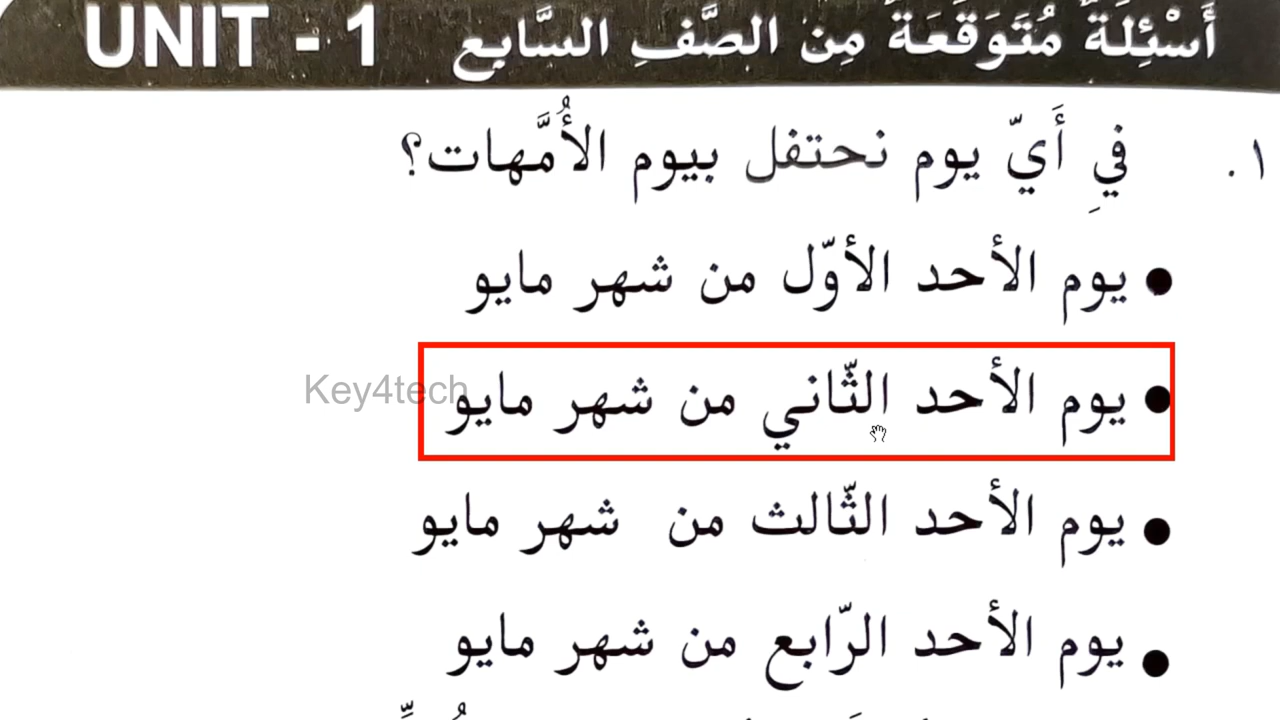 أَسْئِلَةٌ مُتَوَقَّعَةٌ مِنَ الصَّفِ السَّابِعِ UNIT - 1
١. فِي أَيّ يوم نحتفل بيوم الأُمَّهات؟
● يوم الأحد الأوّل من شهر مايو
● يوم الأحد الثّاني من شهر مايو
Key4tech
● يوم الأحد الثّالث من شهر مايو
● يوم الأحد الرّابع من شهر مايو